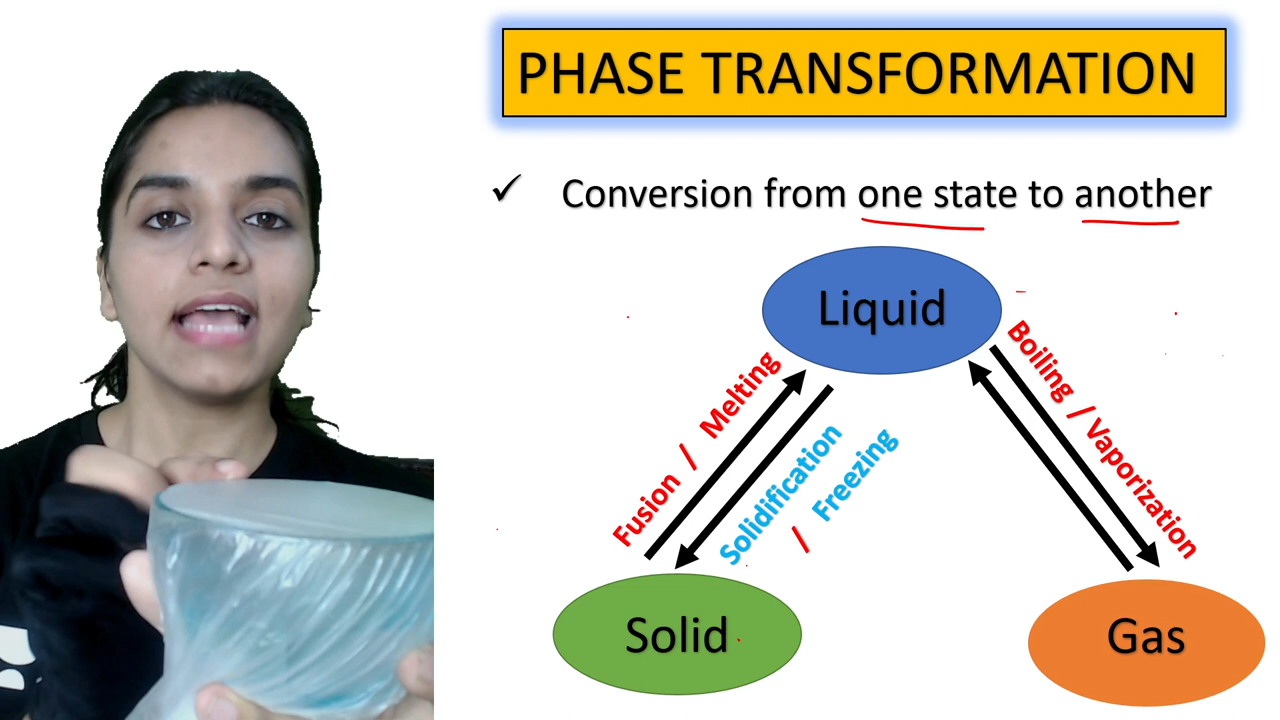 PHASE TRANSFORMATION
✓ Conversion from one state to another
Liquid
Fusion / Melting
Solidification
/ Freezing
Boiling / Vaporization
Solid
Gas